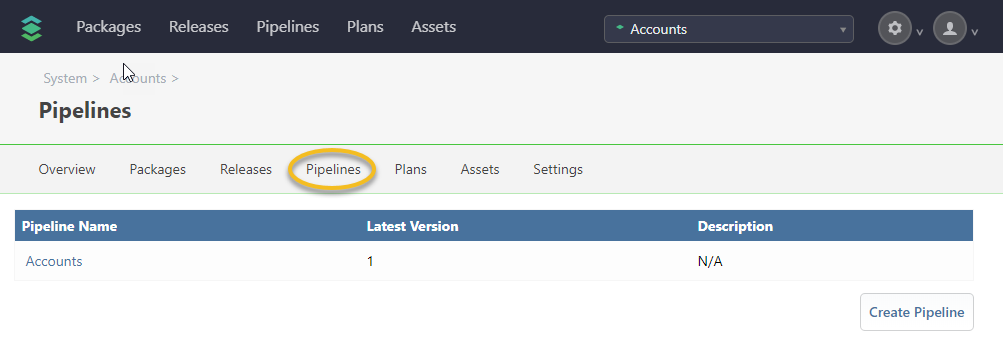 Packages Releases Pipelines Plans Assets Accounts
System > Accounts >
Pipelines
Overview Packages Releases Pipelines Plans Assets Settings
Pipeline Name Latest Version Description
Accounts 1 N/A
Create Pipeline